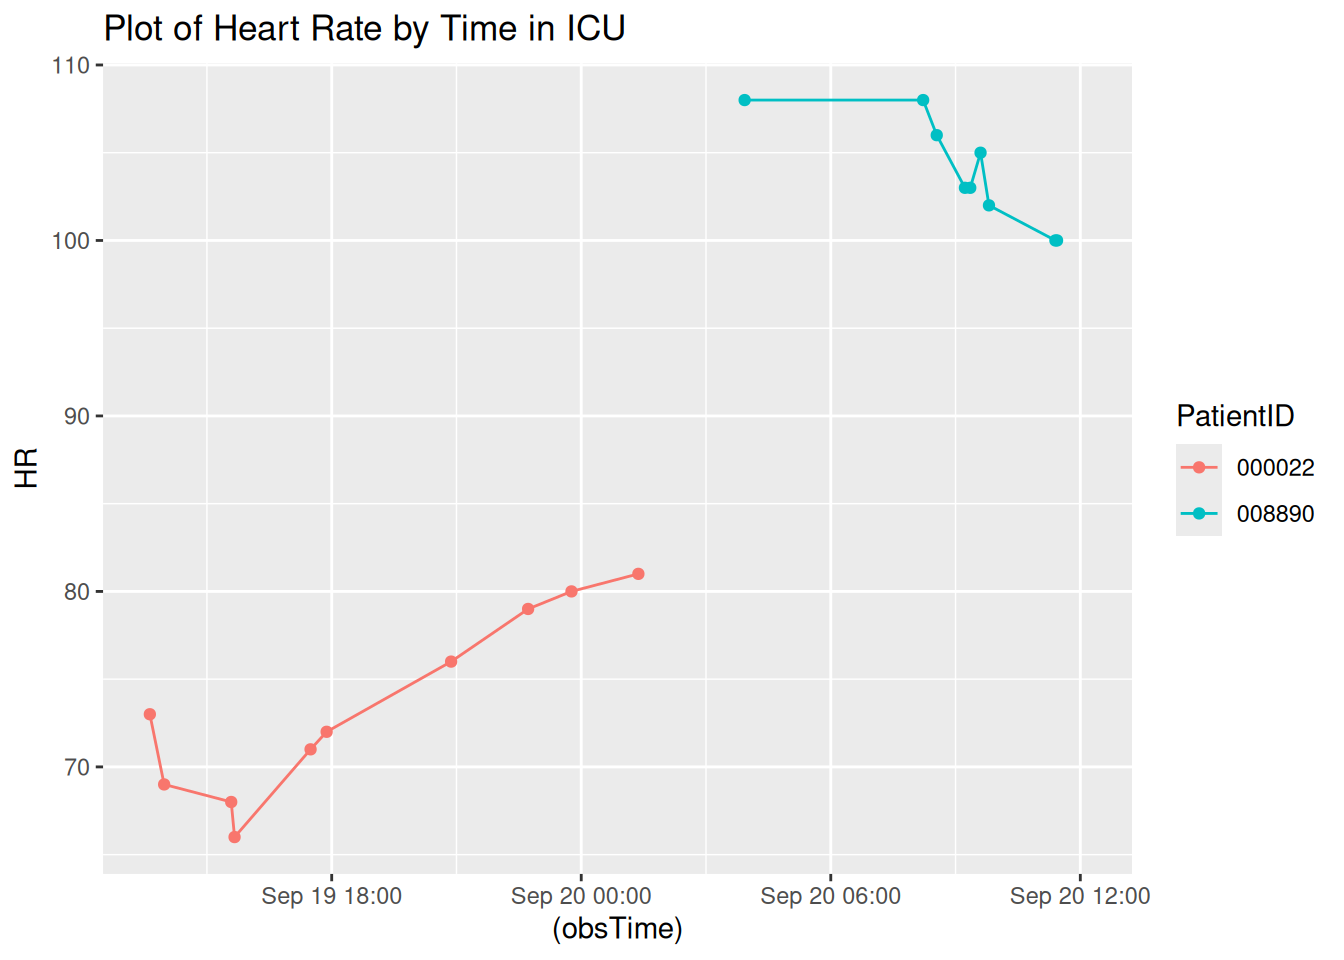 Plot of Heart Rate by Time in ICU
110
100
90
80
70
HR
Sep 19 18:00 Sep 20 00:00 Sep 20 06:00 Sep 20 12:00
(obsTime)
PatientID
000022
008890